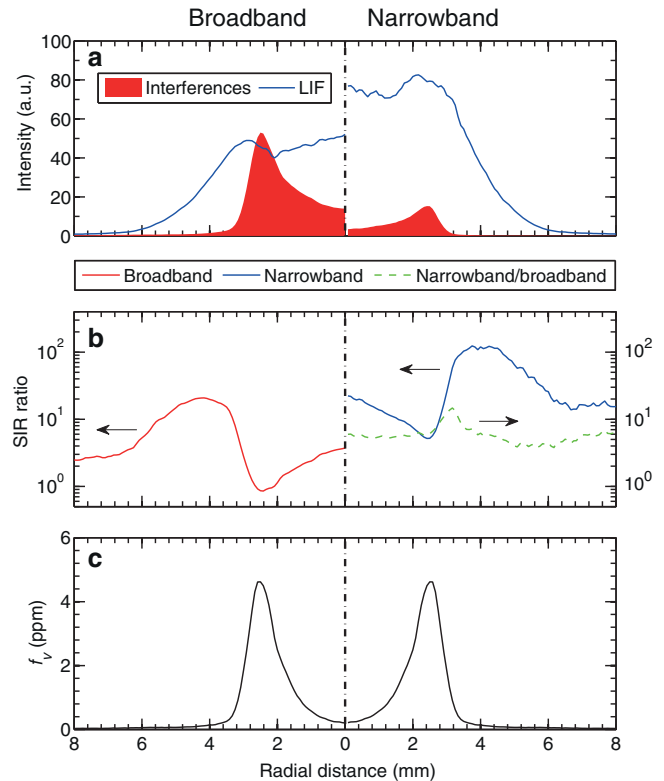 Broadband Narrowband
a
Interferences LIF
Intensity (a.u.)
100
80
60
40
20
0
Broadband Narrowband Narrowband/broadband
b
SIR ratio
10²
10¹
10⁰
10²
10¹
10⁰
c
f_v (ppm)
6
4
2
0
8 6 4 2 0 2 4 6 8
Radial distance (mm)